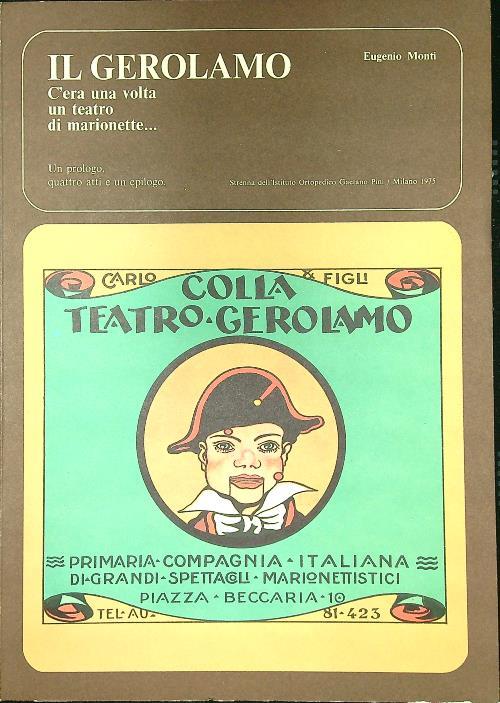 IL GEROLAMO
Eugenio Monti
C'era una volta
un teatro
di marionette...
Un prologo,
quattro atti e un epilogo.
Strenna dell'Istituto Ortopedico Gaetano Pini / Milano 1975
CARLO & FIGLI
COLLA
TEATRO·GEROLAMO
PRIMARIA·COMPAGNIA·ITALIANA
DI·GRANDI·SPETTACOLI·MARIONETTISTICI
PIAZZA·BECCARIA·10
TEL·AU- 81-423